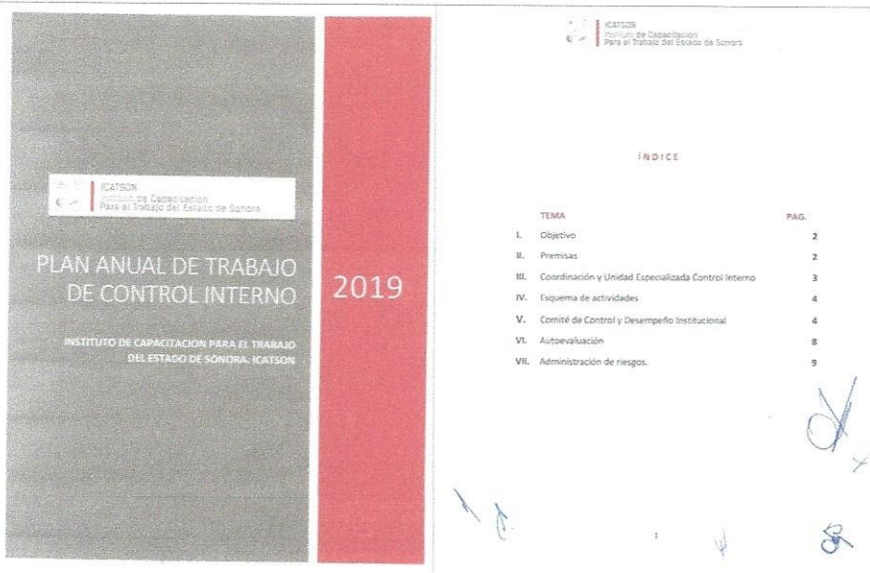 ICATSON
Instituto de Capacitación
Para el Trabajo del Estado de Sonora
PLAN ANUAL DE TRABAJO
DE CONTROL INTERNO
2019
INSTITUTO DE CAPACITACION PARA EL TRABAJO
DEL ESTADO DE SONORA. ICATSON
ICATSON
Instituto de Capacitación
Para el Trabajo del Estado de Sonora
ÍNDICE
TEMA PAG.
I. Objetivo 2
II. Premisas 2
III. Coordinación y Unidad Especializada Control Interno 3
IV. Esquema de actividades 4
V. Comité de Control y Desempeño Institucional 4
VI. Autoevaluación 8
VII. Administración de riesgos. 9
1